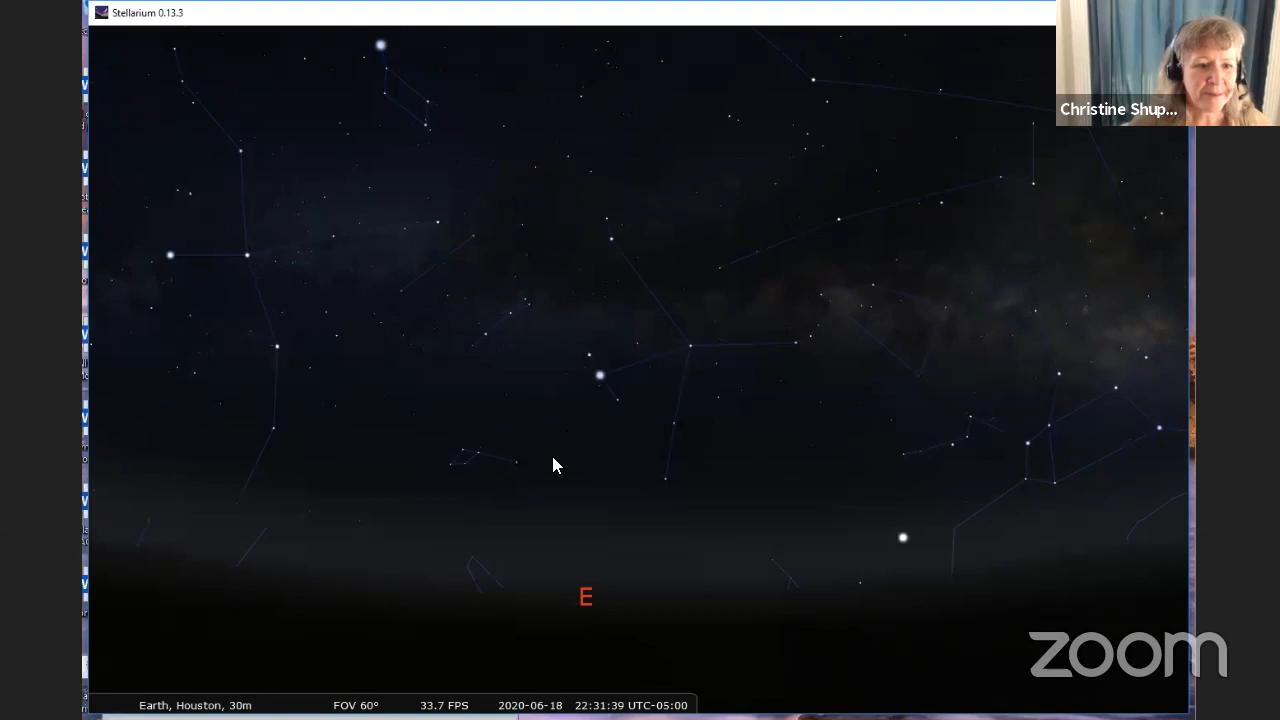 Stellarium 0.13.3
Christine Shup...
E
zoom
Earth, Houston, 30m FOV 60° 33.7 FPS 2020-06-18 22:31:39 UTC-05:00